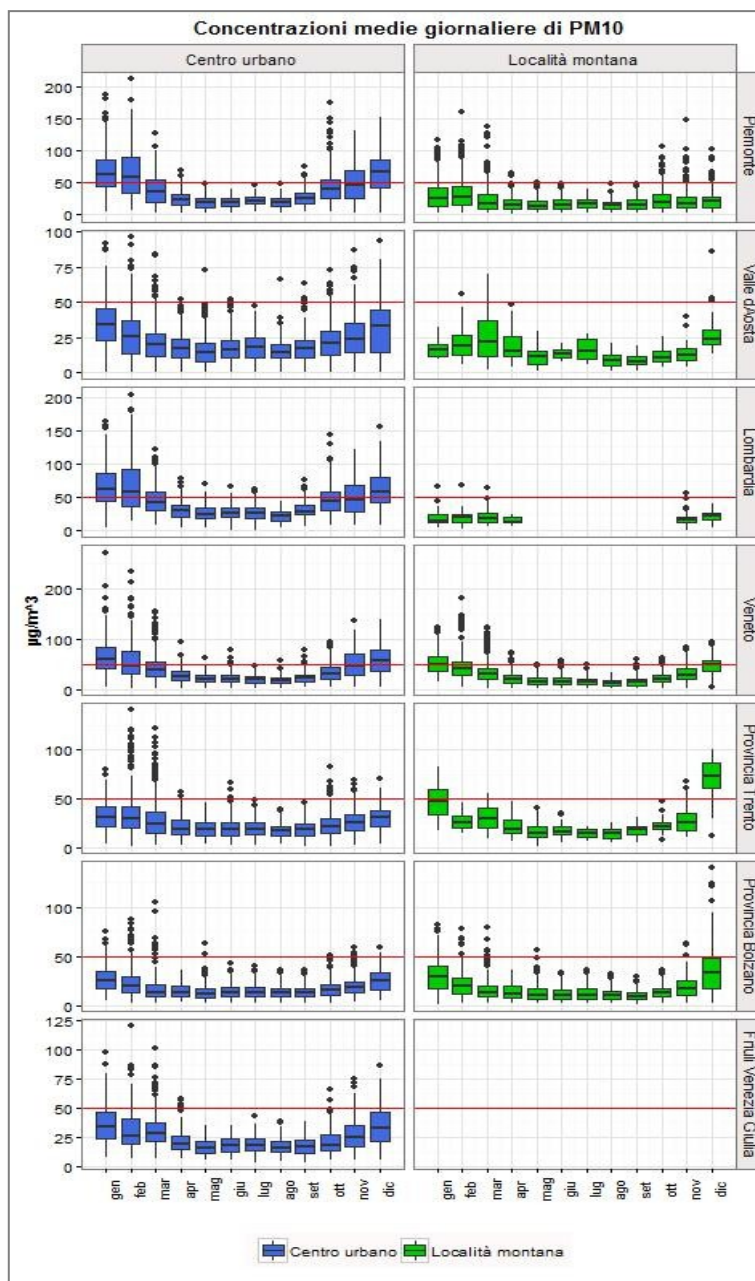 Concentrazioni medie giornaliere di PM10
Centro urbano
Località montana
200
150
100
50
0
Piemonte
100
75
50
25
0
Valle d'Aosta
200
150
100
50
0
Lombardia
200
100
0
Veneto
100
50
0
Provincia Trento
100
50
0
Provincia Bolzano
125
100
75
50
25
0
Friuli Venezia Giulia
µg/m^3
gen feb mar apr mag giu lug ago set ott nov dic
gen feb mar apr mag giu lug ago set ott nov dic
Centro urbano
Località montana